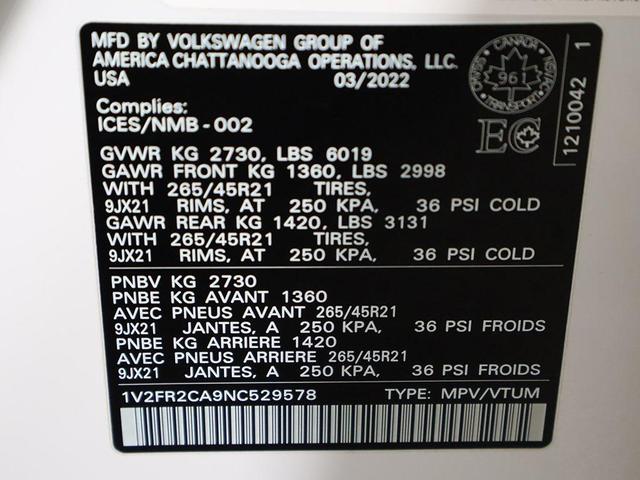 MFD BY VOLKSWAGEN GROUP OF
AMERICA CHATTANOOGA OPERATIONS, LLC.
USA 03/2022
CANADA
961
TRANSPORT
EC
1210042 1
Complies:
ICES/NMB-002
GVWR KG 2730, LBS 6019
GAWR FRONT KG 1360, LBS 2998
WITH 265/45R21 TIRES,
9JX21 RIMS, AT 250 KPA, 36 PSI COLD
GAWR REAR KG 1420, LBS 3131
WITH 265/45R21 TIRES,
9JX21 RIMS, AT 250 KPA, 36 PSI COLD
PNBV KG 2730
PNBE KG AVANT 1360
AVEC PNEUS AVANT 265/45R21
9JX21 JANTES, A 250 KPA, 36 PSI FROIDS
PNBE KG ARRIERE 1420
AVEC PNEUS ARRIERE 265/45R21
9JX21 JANTES, A 250 KPA, 36 PSI FROIDS
1V2FR2CA9NC529578 TYPE: MPV/VTUM